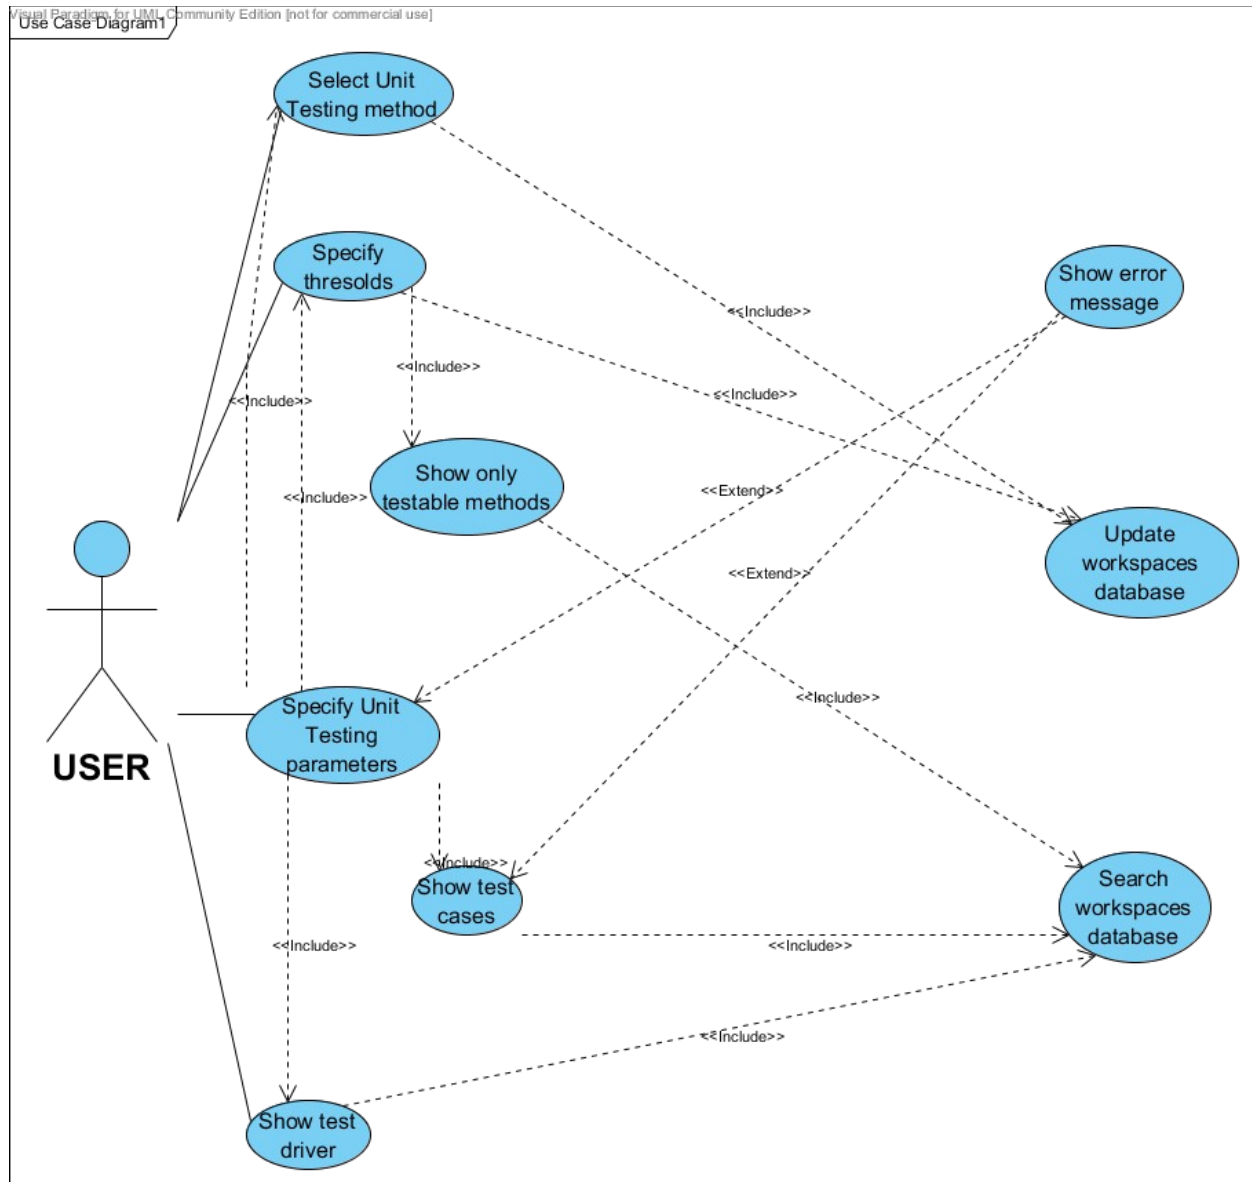 Visual Paradigm for UML Community Edition [not for commercial use]
Use Case Diagram1
Select Unit
Testing method
Specify
thresolds
Show error
message
<<Include>>
<<Include>>
<<Include>>
<<Include>>
Show only
testable methods
<<Extend>>
<<Include>>
Update
workspaces
database
<<Extend>>
<<Include>>
Specify Unit
Testing
parameters
USER
<<Include>>
Show test
cases
Search
workspaces
database
<<Include>>
<<Include>>
<<Include>>
Show test
driver